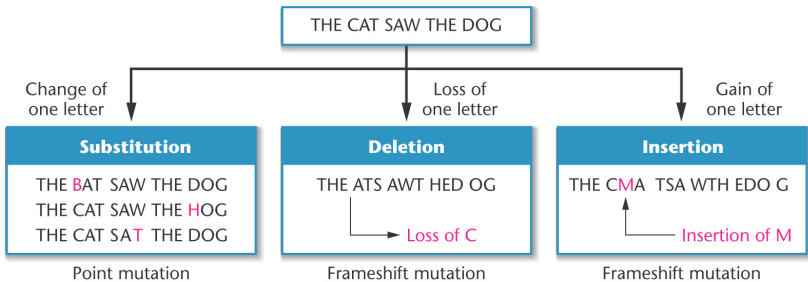 THE CAT SAW THE DOG
Change of
one letter
Loss of
one letter
Gain of
one letter
Substitution
THE BAT SAW THE DOG
THE CAT SAW THE HOG
THE CAT SAT THE DOG
Point mutation
Deletion
THE ATS AWT HED OG
Loss of C
Frameshift mutation
Insertion
THE CMA TSA WTH EDO G
Insertion of M
Frameshift mutation